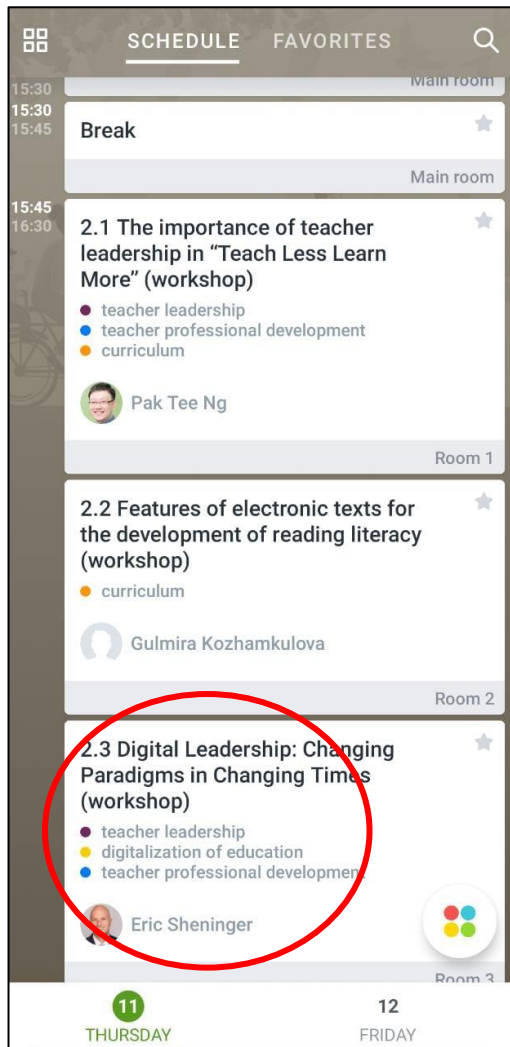 SCHEDULE FAVORITES
15:30 Main room
15:30
15:45
Break
Main room
15:45
16:30
2.1 The importance of teacher
leadership in “Teach Less Learn
More” (workshop)
teacher leadership
teacher professional development
curriculum
Pak Tee Ng
Room 1
2.2 Features of electronic texts for
the development of reading literacy
(workshop)
curriculum
Gulmira Kozhamkulova
Room 2
2.3 Digital Leadership: Changing
Paradigms in Changing Times
(workshop)
teacher leadership
digitalization of education
teacher professional development
Eric Sheninger
Room 3
11 12
THURSDAY FRIDAY